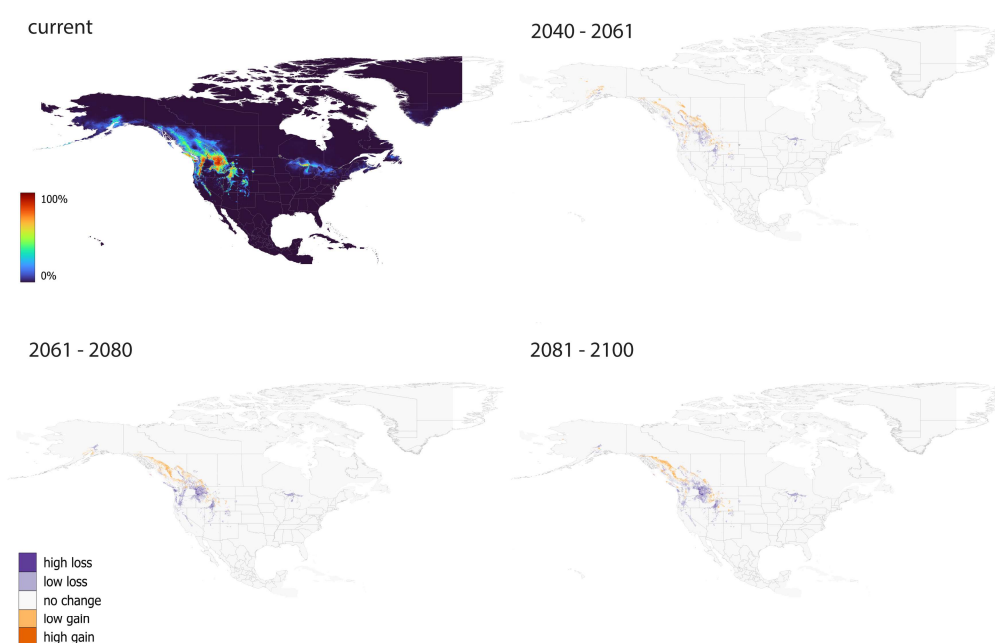 current
2040 - 2061
100%
0%
2061 - 2080
2081 - 2100
high loss
low loss
no change
low gain
high gain